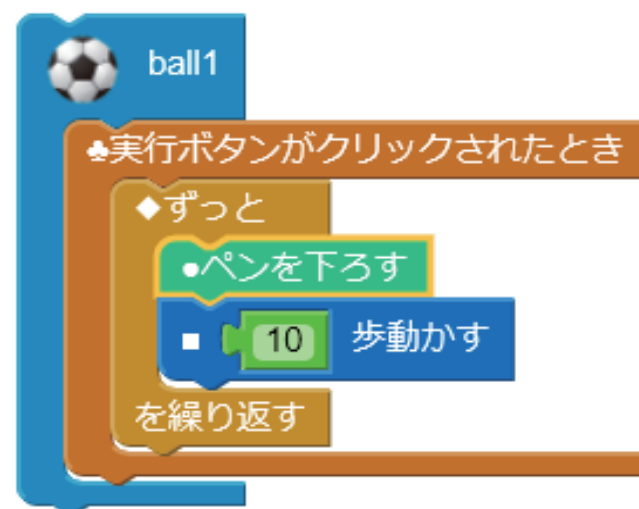 ball1
♣実行ボタンがクリックされたとき
◆ずっと
●ペンを下ろす
■ 10 歩動かす
を繰り返す